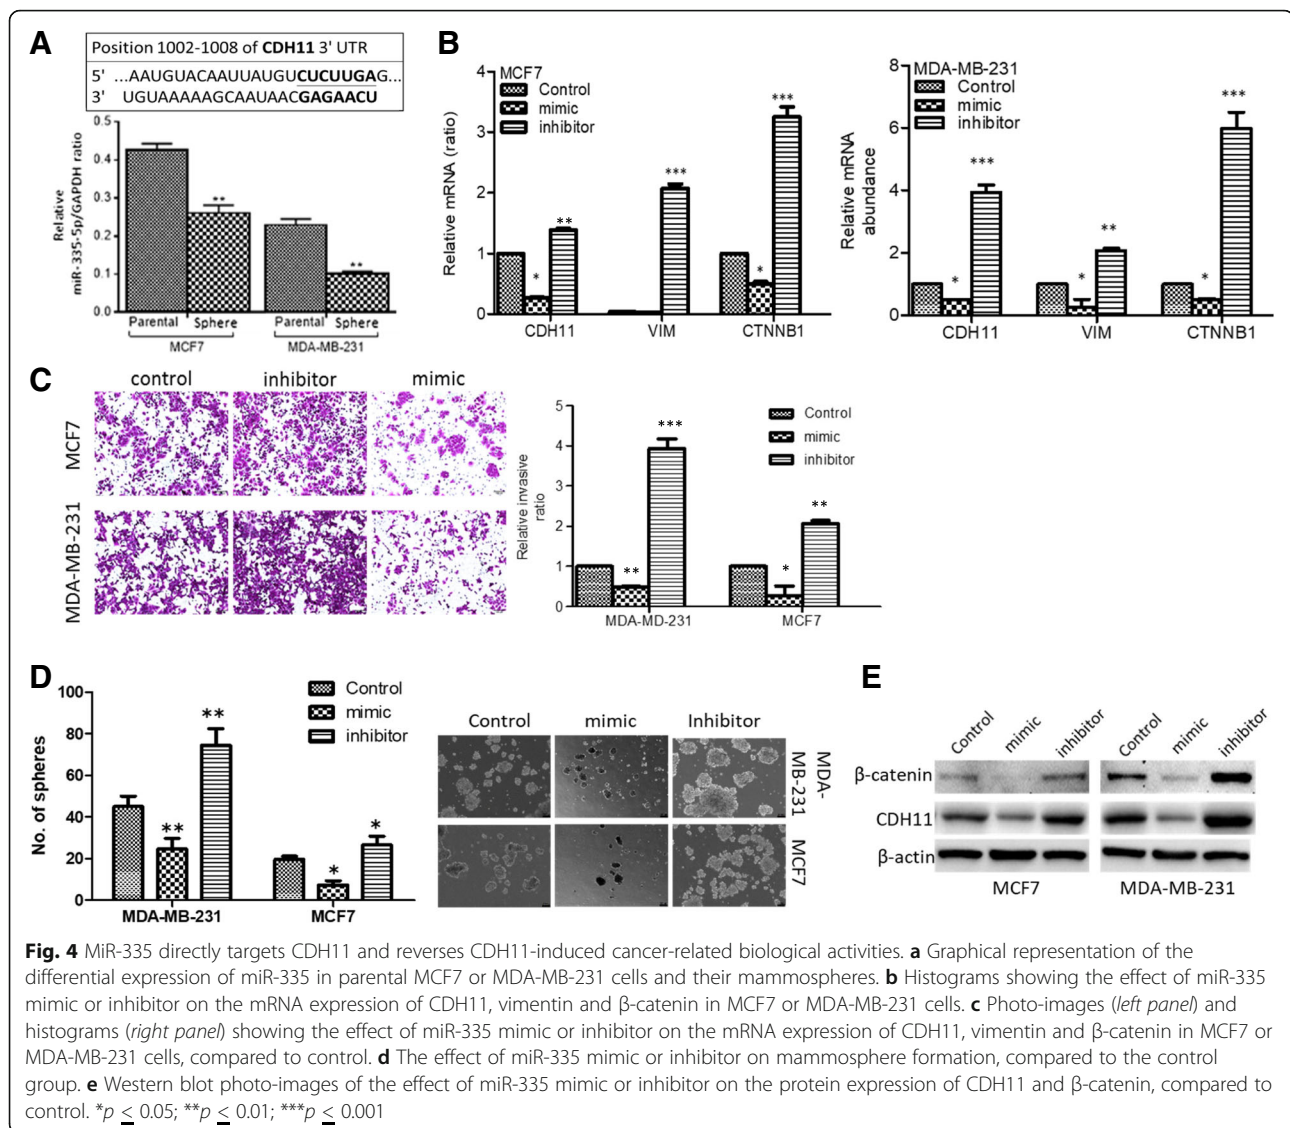 A
Position 1002-1008 of CDH11 3' UTR
5' ...AAUGUACAAUUAUGUCUCUUGAG...
3' UGUAAAAAGCAAUAACGAGAACU
Relative
miR-335-5p/GAPDH ratio
0.5
0.4
0.3
0.2
0.1
0.0
**
**
Parental Sphere Parental Sphere
MCF7 MDA-MB-231
B
MCF7
Control
mimic
inhibitor
Relative mRNA (ratio)
4
3
2
1
0
* ** *** * ***
CDH11 VIM CTNNB1
MDA-MB-231
Control
mimic
inhibitor
Relative mRNA
abundance
8
6
4
2
0
* *** * ** * ***
CDH11 VIM CTNNB1
C
control inhibitor mimic
MCF7
MDA-MB-231
Relative invasive
ratio
5
4
3
2
1
0
Control
mimic
inhibitor
** *** * **
MDA-MD-231 MCF7
D
No. of spheres
100
80
60
40
20
0
Control
mimic
inhibitor
** ** * *
MDA-MB-231 MCF7
Control mimic Inhibitor
MDA-
MB-231
MCF7
E
Control mimic inhibitor Control mimic inhibitor
β-catenin
CDH11
β-actin
MCF7 MDA-MB-231
Fig. 4 MiR-335 directly targets CDH11 and reverses CDH11-induced cancer-related biological activities. a Graphical representation of the
differential expression of miR-335 in parental MCF7 or MDA-MB-231 cells and their mammospheres. b Histograms showing the effect of miR-335
mimic or inhibitor on the mRNA expression of CDH11, vimentin and β-catenin in MCF7 or MDA-MB-231 cells. c Photo-images (left panel) and
histograms (right panel) showing the effect of miR-335 mimic or inhibitor on the mRNA expression of CDH11, vimentin and β-catenin in MCF7 or
MDA-MB-231 cells, compared to control. d The effect of miR-335 mimic or inhibitor on mammosphere formation, compared to the control
group. e Western blot photo-images of the effect of miR-335 mimic or inhibitor on the protein expression of CDH11 and β-catenin, compared to
control. *p ≤ 0.05; **p ≤ 0.01; ***p ≤ 0.001